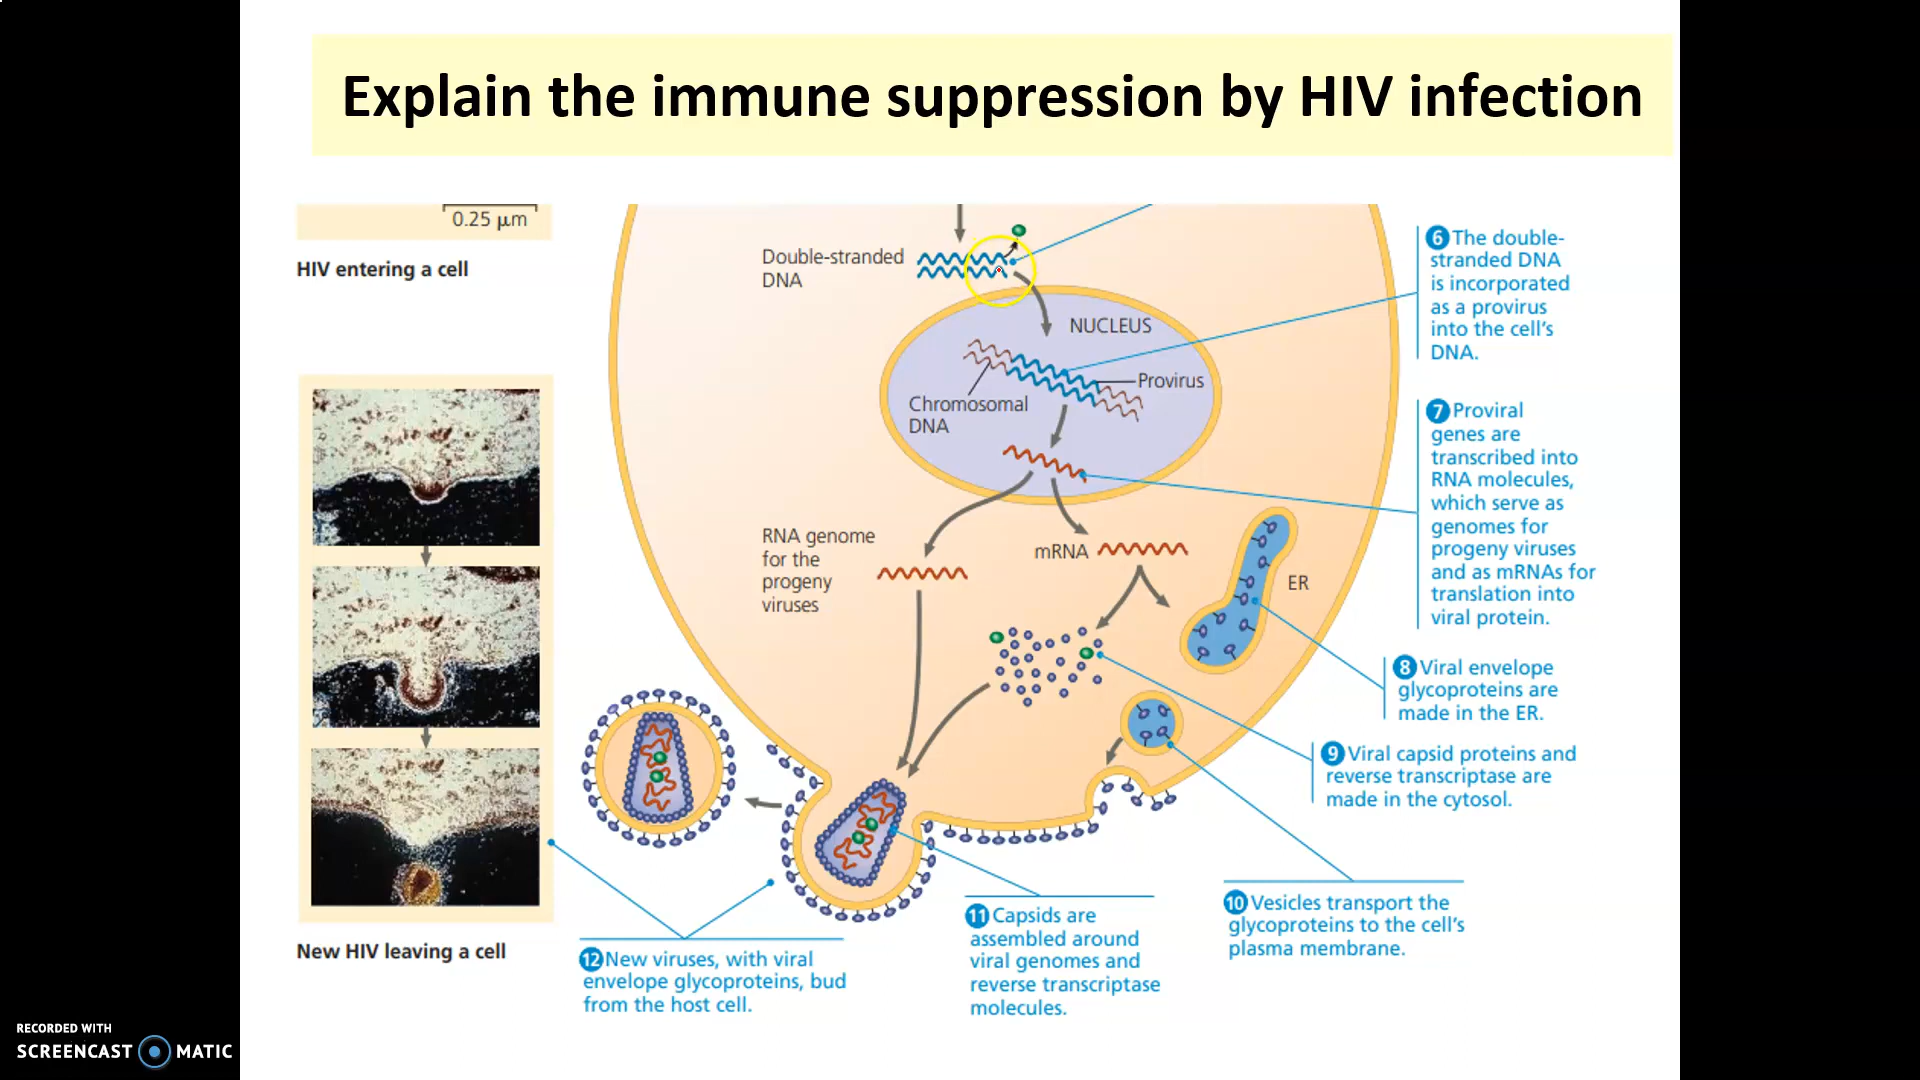 Explain the immune suppression by HIV infection
0.25 µm
HIV entering a cell
Double-stranded
DNA
NUCLEUS
Provirus
Chromosomal
DNA
RNA genome
for the
progeny
viruses
mRNA
ER
6 The double-
stranded DNA
is incorporated
as a provirus
into the cell's
DNA.
7 Proviral
genes are
transcribed into
RNA molecules,
which serve as
genomes for
progeny viruses
and as mRNAs for
translation into
viral protein.
8 Viral envelope
glycoproteins are
made in the ER.
9 Viral capsid proteins and
reverse transcriptase are
made in the cytosol.
10 Vesicles transport the
glycoproteins to the cell's
plasma membrane.
11 Capsids are
assembled around
viral genomes and
reverse transcriptase
molecules.
12 New viruses, with viral
envelope glycoproteins, bud
from the host cell.
New HIV leaving a cell
RECORDED WITH
SCREENCAST MATIC